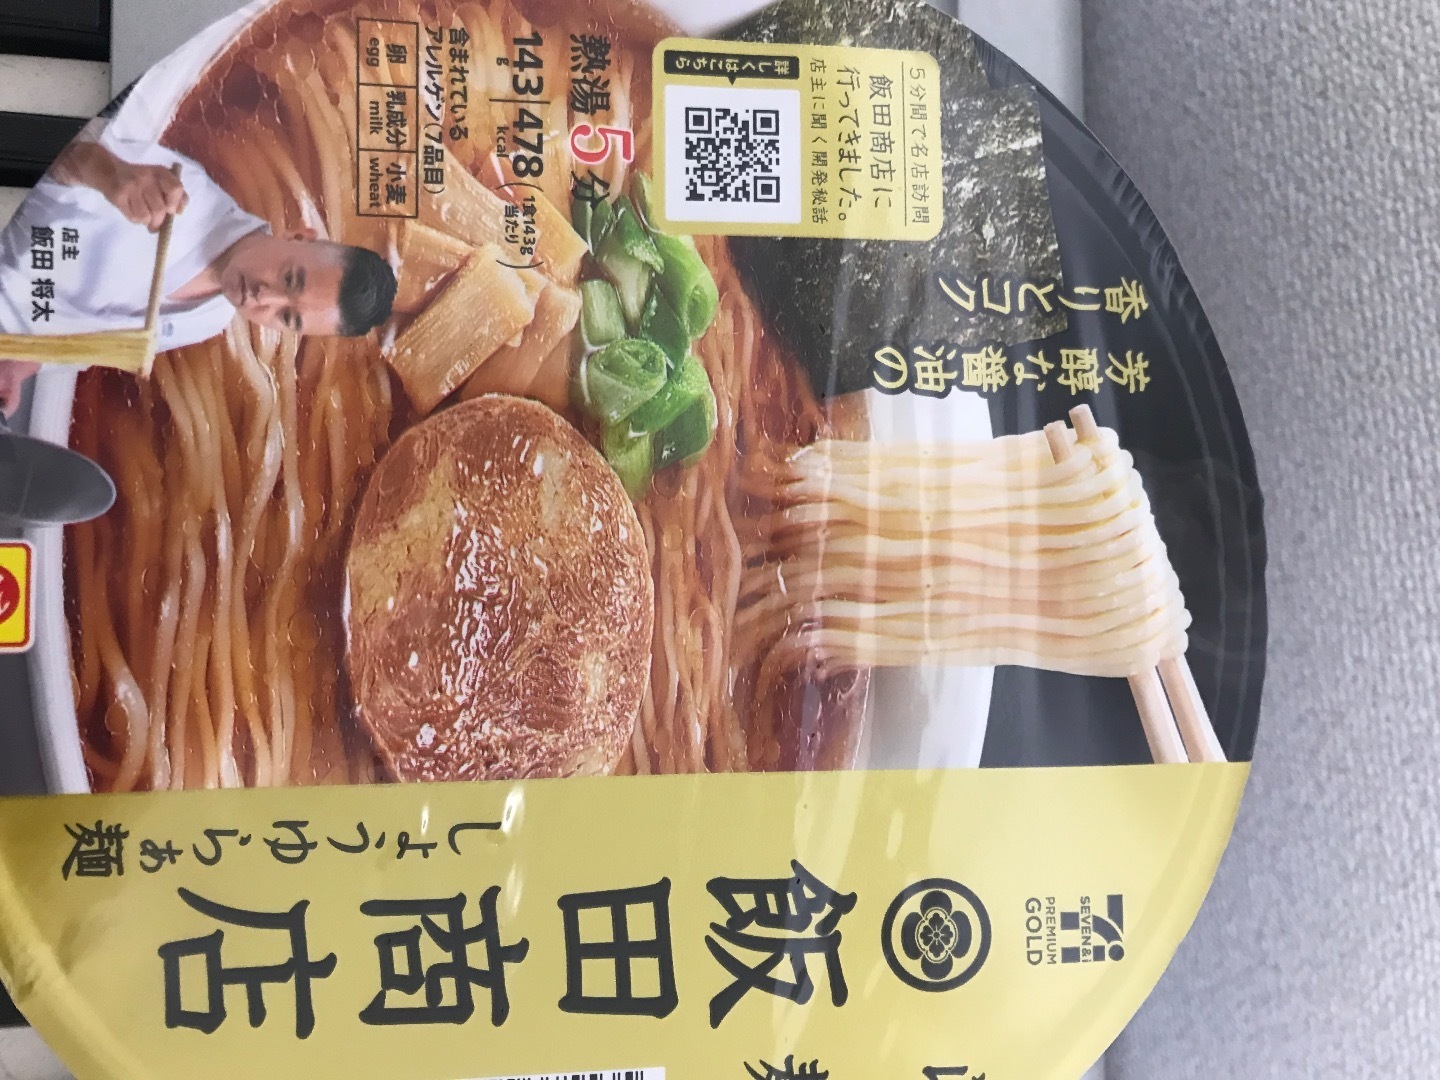 SEVEN&i
PREMIUM
GOLD
飯田商店
しょうゆらぁ麺
芳醇な醤油の
香りとコク
5分間で名店訪問
飯田商店に
行ってきました。
店主に聞く開発秘話
詳しくはこちら
熱湯5分
143g 478kcal (1食143g当たり)
含まれている
アレルゲン(7品目)
卵 乳成分 小麦
egg milk wheat
店主
飯田 将太